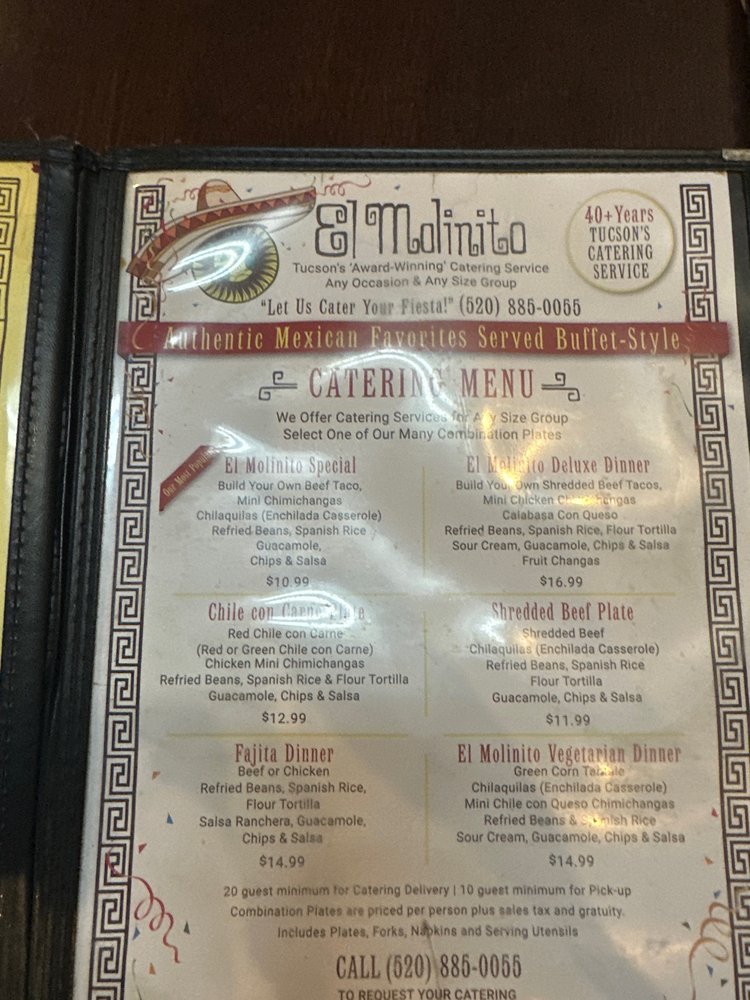 El Molinito
Tucson's 'Award-Winning' Catering Service
Any Occasion & Any Size Group
40+Years
TUCSON'S
CATERING
SERVICE
"Let Us Cater Your Fiesta!" (520) 885-0055
Authentic Mexican Favorites Served Buffet-Style
CATERING MENU
We Offer Catering Services for Any Size Group
Select One of Our Many Combination Plates
Our Most Popular
El Molinito Special
Build Your Own Beef Taco,
Mini Chimichangas
Chilaquilas (Enchilada Casserole)
Refried Beans, Spanish Rice
Guacamole,
Chips & Salsa
$10.99
El Molinito Deluxe Dinner
Build Your Own Shredded Beef Tacos,
Mini Chicken
Calabasa Con Queso
Refried Beans, Spanish Rice, Flour Tortilla
Sour Cream, Guacamole, Chips & Salsa
Fruit Changas
$16.99
Chile con Carne Plate
Red Chile con Carne
(Red or Green Chile con Carne)
Chicken Mini Chimichangas
Refried Beans, Spanish Rice & Flour Tortilla
Guacamole, Chips & Salsa
$12.99
Shredded Beef Plate
Shredded Beef
Chilaquilas (Enchilada Casserole)
Refried Beans, Spanish Rice
Flour Tortilla
Guacamole, Chips & Salsa
$11.99
Fajita Dinner
Beef or Chicken
Refried Beans, Spanish Rice,
Flour Tortilla
Salsa Ranchera, Guacamole,
Chips & Salsa
$14.99
El Molinito Vegetarian Dinner
Green Corn Tamale
Chilaquilas (Enchilada Casserole)
Mini Chile con Queso Chimichangas
Refried Beans & Spanish Rice
Sour Cream, Guacamole, Chips & Salsa
$14.99
20 guest minimum for Catering Delivery | 10 guest minimum for Pick-up
Combination Plates are priced per person plus sales tax and gratuity.
Includes Plates, Forks, Napkins and Serving Utensils
CALL (520) 885-0055
TO REQUEST YOUR CATERING